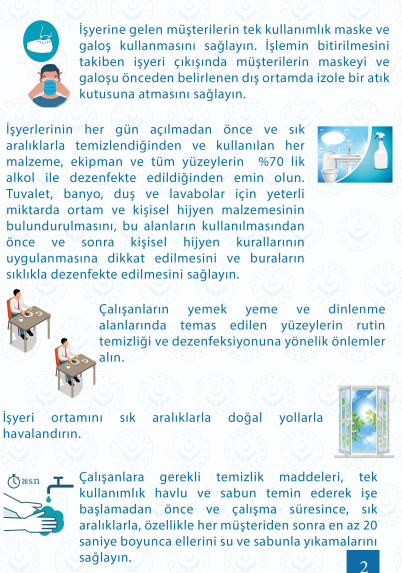 İşyerine gelen müşterilerin tek kullanımlık maske ve
galoş kullanmasını sağlayın. İşlemin bitirilmesini
takiben işyeri çıkışında müşterilerin maskeyi ve
galoşu önceden belirlenen dış ortamda izole bir atık
kutusuna atmasını sağlayın.
İşyerlerinin her gün açılmadan önce ve sık
aralıklarla temizlendiğinden ve kullanılan her
malzeme, ekipman ve tüm yüzeylerin %70 lik
alkol ile dezenfekte edildiğinden emin olun.
Tuvalet, banyo, duş ve lavabolar için yeterli
miktarda ortam ve kişisel hijyen malzemesinin
bulundurulmasını, bu alanların kullanılmasından
önce ve sonra kişisel hijyen kurallarının
uygulanmasına dikkat edilmesini ve buraların
sıklıkla dezenfekte edilmesini sağlayın.
Çalışanların yemek yeme ve dinlenme
alanlarında temas edilen yüzeylerin rutin
temizliği ve dezenfeksiyonuna yönelik önlemler
alın.
İşyeri ortamını sık aralıklarla doğal yollarla
havalandırın.
20 sn
Çalışanlara gerekli temizlik maddeleri, tek
kullanımlık havlu ve sabun temin ederek işe
başlamadan önce ve çalışma süresince, sık
aralıklarla, özellikle her müşteriden sonra en az 20
saniye boyunca ellerini su ve sabunla yıkamalarını
sağlayın.
2